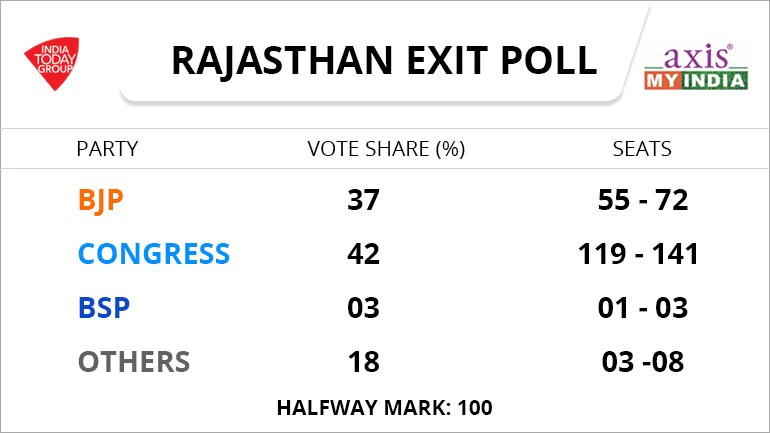 INDIA
TODAY
GROUP
RAJASTHAN EXIT POLL
axis®
MY INDIA
PARTY VOTE SHARE (%) SEATS
BJP 37 55 - 72
CONGRESS 42 119 - 141
BSP 03 01 - 03
OTHERS 18 03 -08
HALFWAY MARK: 100